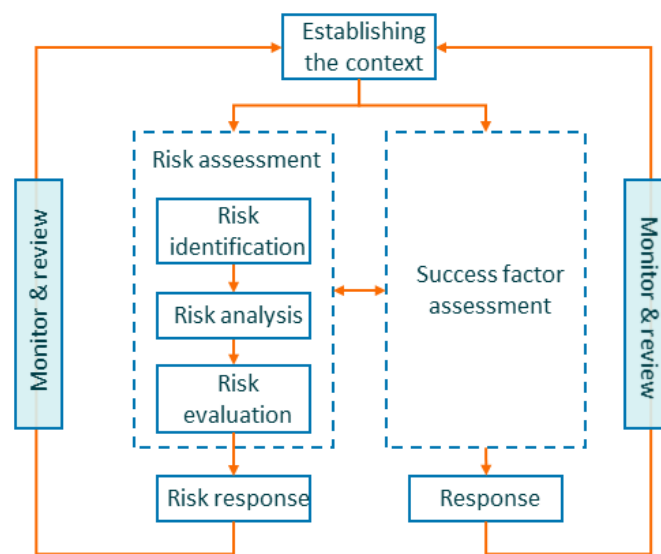 Establishing
the context
Risk assessment
Risk
identification
Risk analysis
Risk
evaluation
Risk response
Success factor
assessment
Response
Monitor & review
Monitor & review